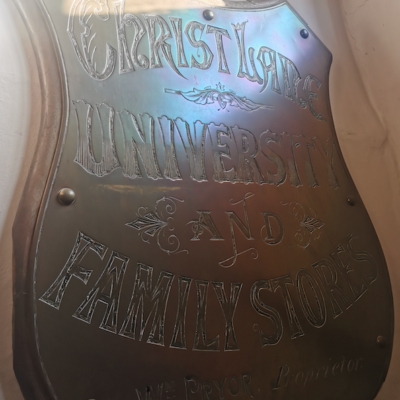 CHRIST LANE
UNIVERSITY
AND
FAMILY STORES
Proprietor